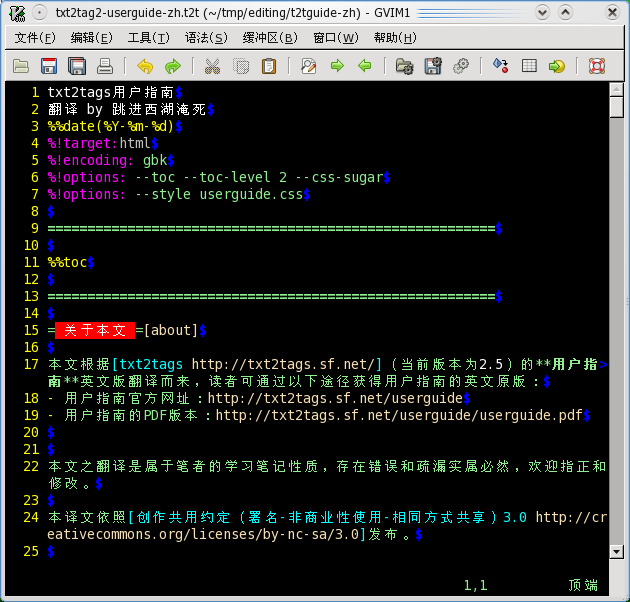 txt2tag2-userguide-zh.t2t (~/tmp/editing/t2tguide-zh) - GVIM1
文件(F) 编辑(E) 工具(T) 语法(S) 缓冲区(B) 窗口(W) 帮助(H)
1 txt2tags用户指南$
2 翻译 by 跳进西湖淹死$
3 %%date(%Y-%m-%d)$
4 %!target:html$
5 %!encoding: gbk$
6 %!options: --toc --toc-level 2 --css-sugar$
7 %!options: --style userguide.css$
8 $
9 ========================================================$
10 $
11 %%toc$
12 $
13 ========================================================$
14 $
15 = 关于本文 =[about]$
16 $
17 本文根据[txt2tags http://txt2tags.sf.net/]（当前版本为2.5）的**用户指>
南**英文版翻译而来，读者可通过以下途径获得用户指南的英文原版：$
18 - 用户指南官方网址：http://txt2tags.sf.net/userguide$
19 - 用户指南的PDF版本：http://txt2tags.sf.net/userguide/userguide.pdf$
20 $
21 $
22 本文之翻译是属于笔者的学习笔记性质，存在错误和疏漏实属必然，欢迎指正和
修改。$
23 $
24 本译文依照[创作共用约定（署名-非商业性使用-相同方式共享）3.0 http://cr
eativecommons.org/licenses/by-nc-sa/3.0]发布。$
25 $
1,1 顶端